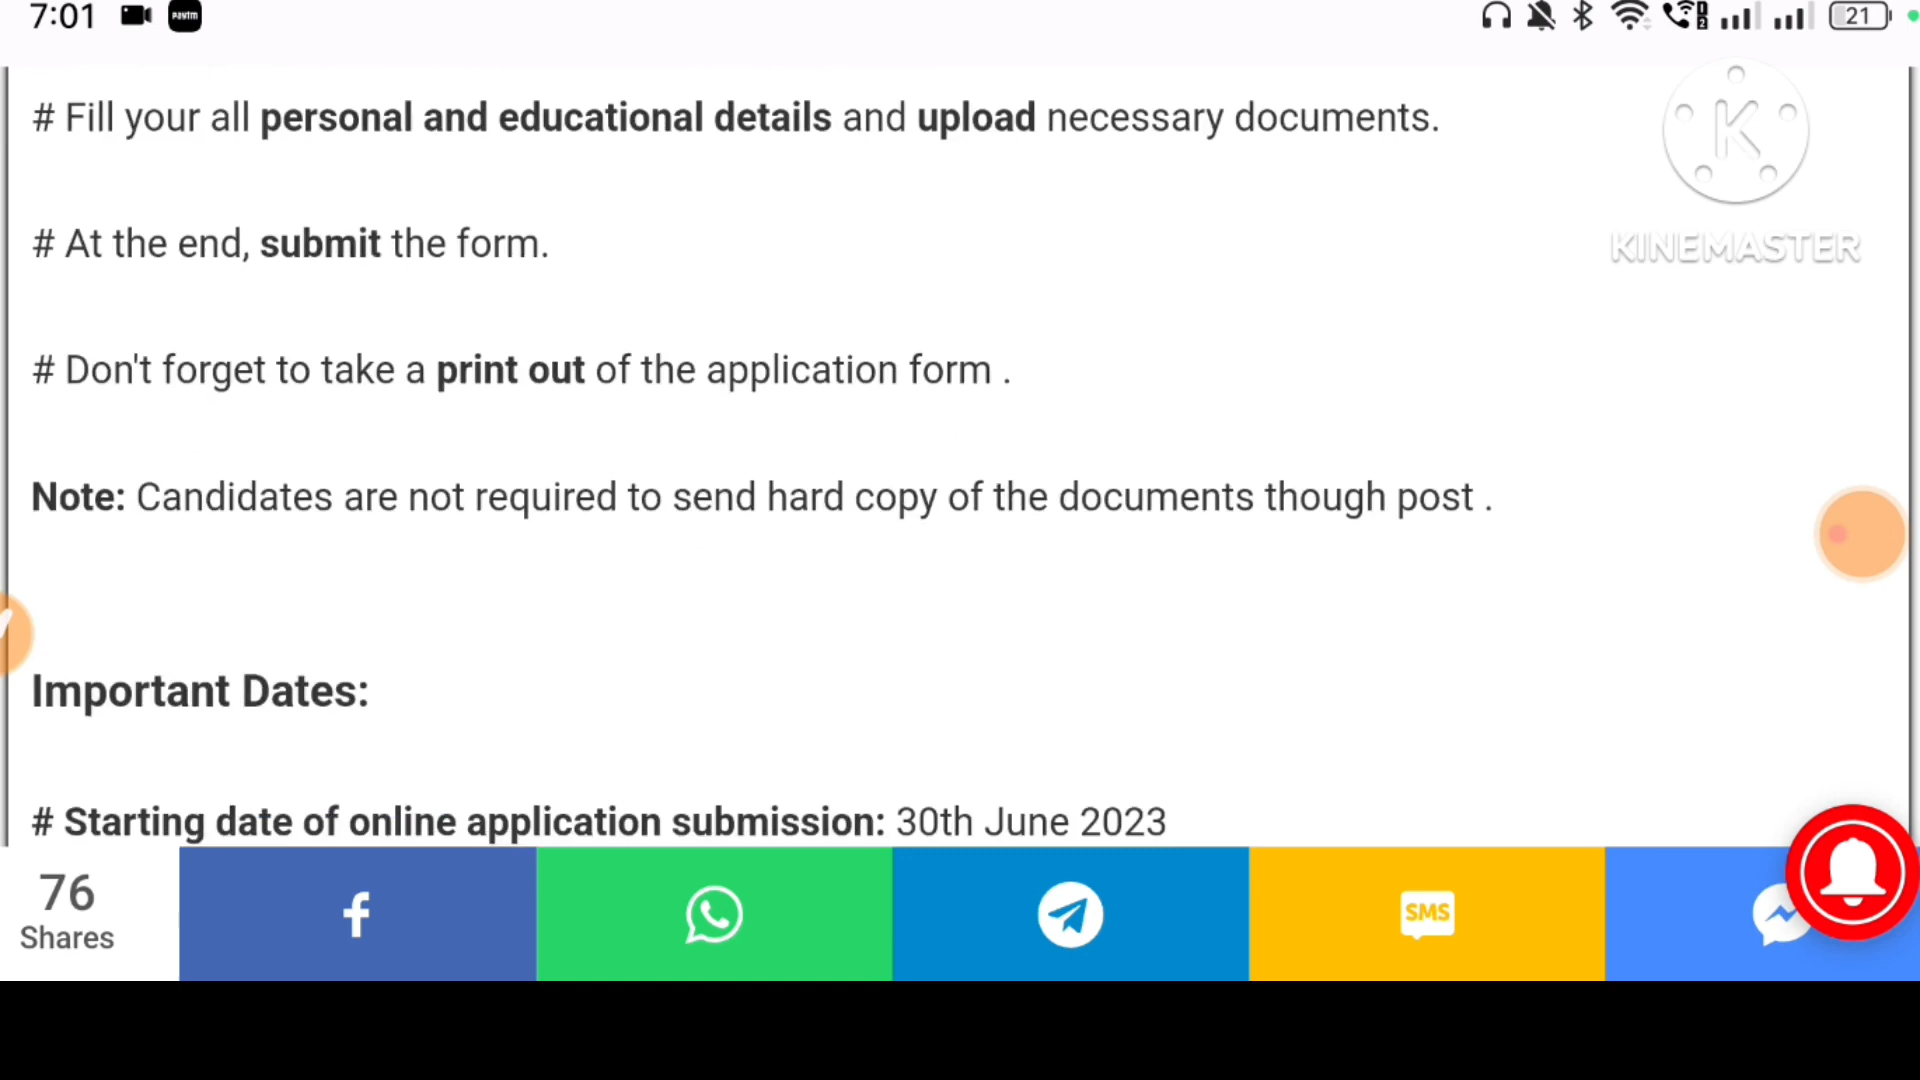 7:01 Paytm 21
# Fill your all personal and educational details and upload necessary documents.
KINEMASTER
# At the end, submit the form.
# Don't forget to take a print out of the application form .
Note: Candidates are not required to send hard copy of the documents though post .
Important Dates:
# Starting date of online application submission: 30th June 2023
76
Shares
SMS